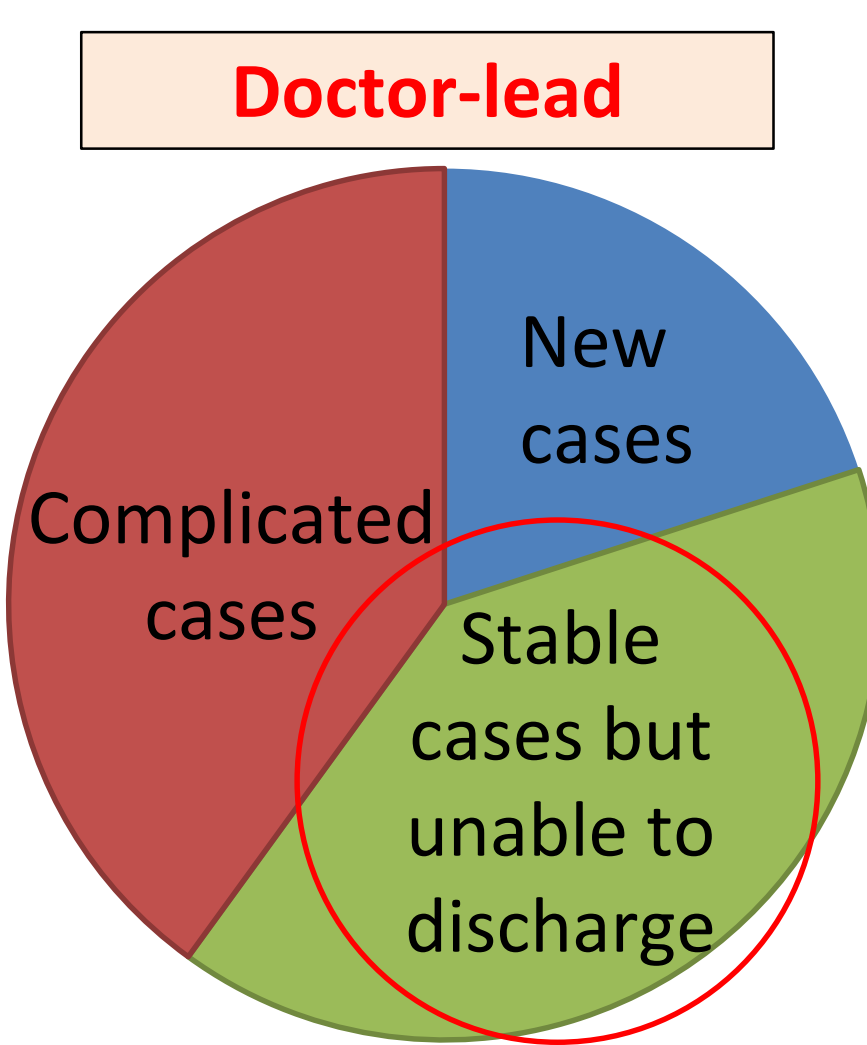 Doctor-lead
New
cases
Complicated
cases
Stable
cases but
unable to
discharge